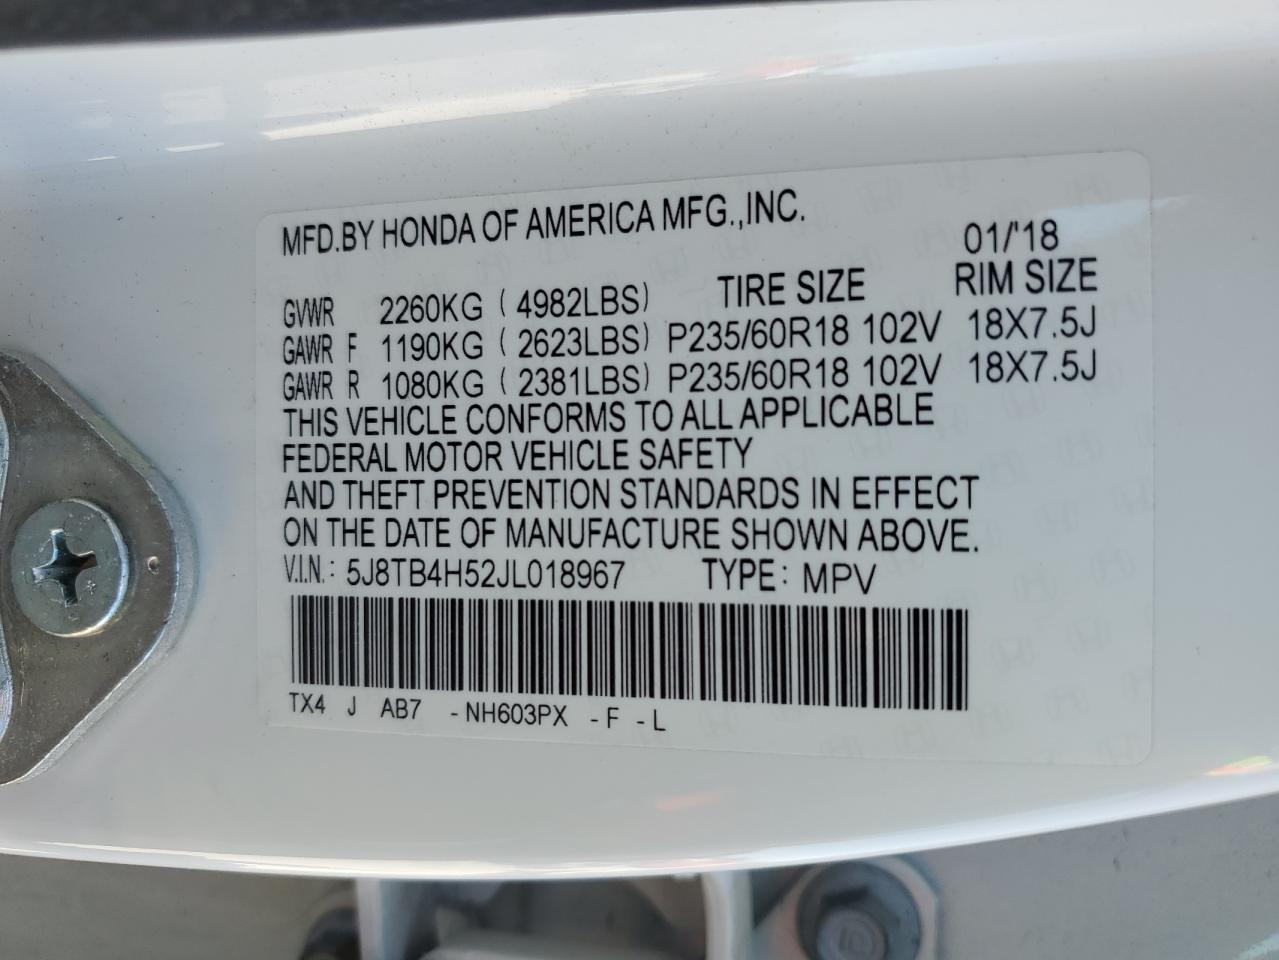 MFD.BY HONDA OF AMERICA MFG.,INC. 01/'18
GVWR 2260KG ( 4982LBS) TIRE SIZE RIM SIZE
GAWR F 1190KG ( 2623LBS) P235/60R18 102V 18X7.5J
GAWR R 1080KG ( 2381LBS) P235/60R18 102V 18X7.5J
THIS VEHICLE CONFORMS TO ALL APPLICABLE
FEDERAL MOTOR VEHICLE SAFETY
AND THEFT PREVENTION STANDARDS IN EFFECT
ON THE DATE OF MANUFACTURE SHOWN ABOVE.
V.I.N.: 5J8TB4H52JL018967 TYPE: MPV
TX4 J AB7 -NH603PX -F -L